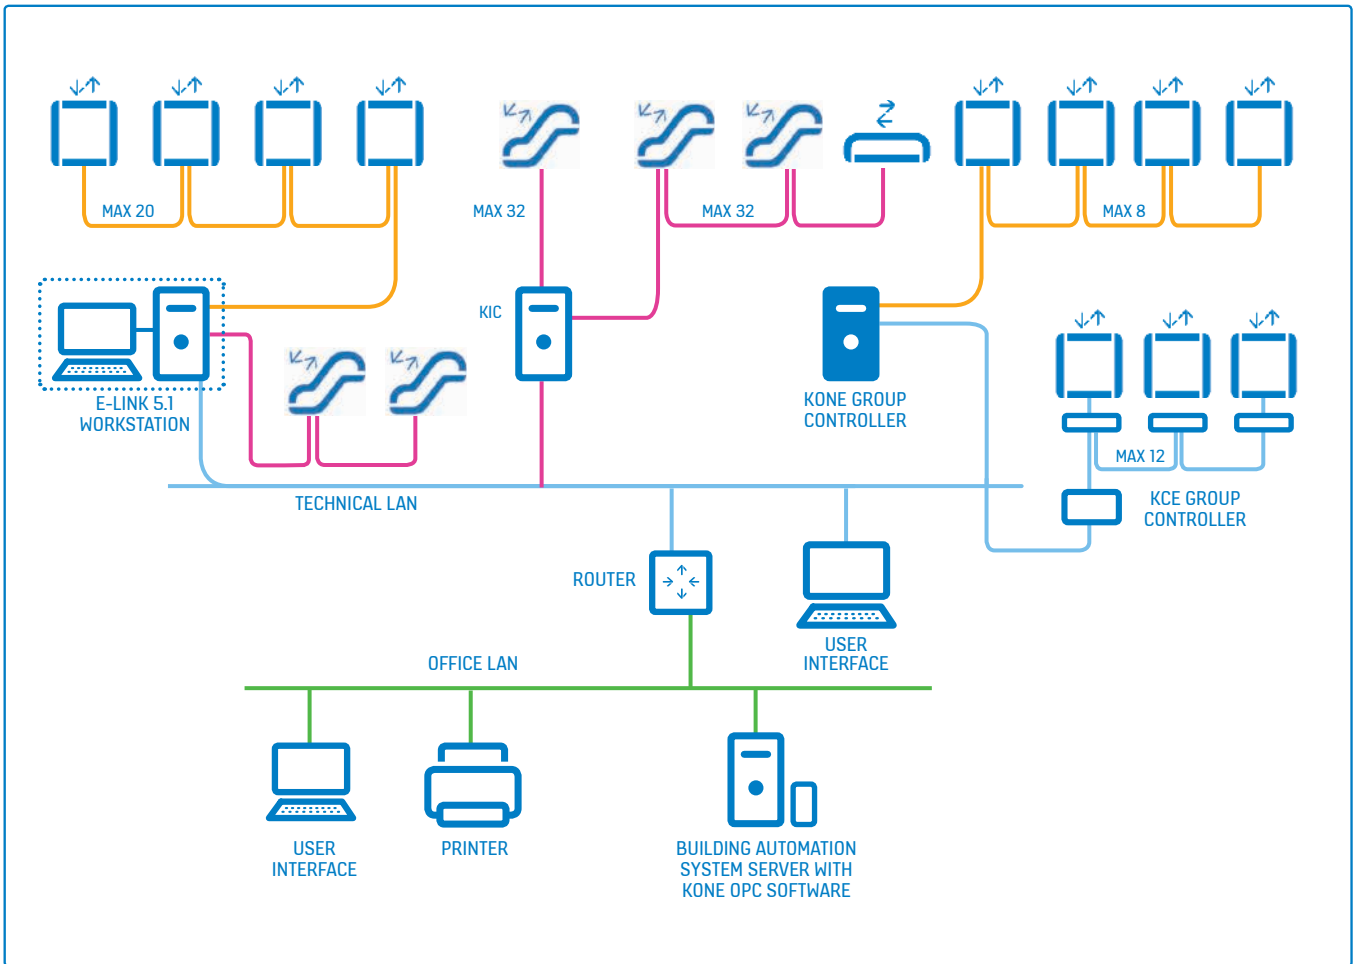 MAX 20
MAX 32
MAX 32
MAX 8
KIC
E-LINK 5.1
WORKSTATION
KONE GROUP
CONTROLLER
MAX 12
KCE GROUP
CONTROLLER
TECHNICAL LAN
ROUTER
USER
INTERFACE
OFFICE LAN
USER
INTERFACE
PRINTER
BUILDING AUTOMATION
SYSTEM SERVER WITH
KONE OPC SOFTWARE